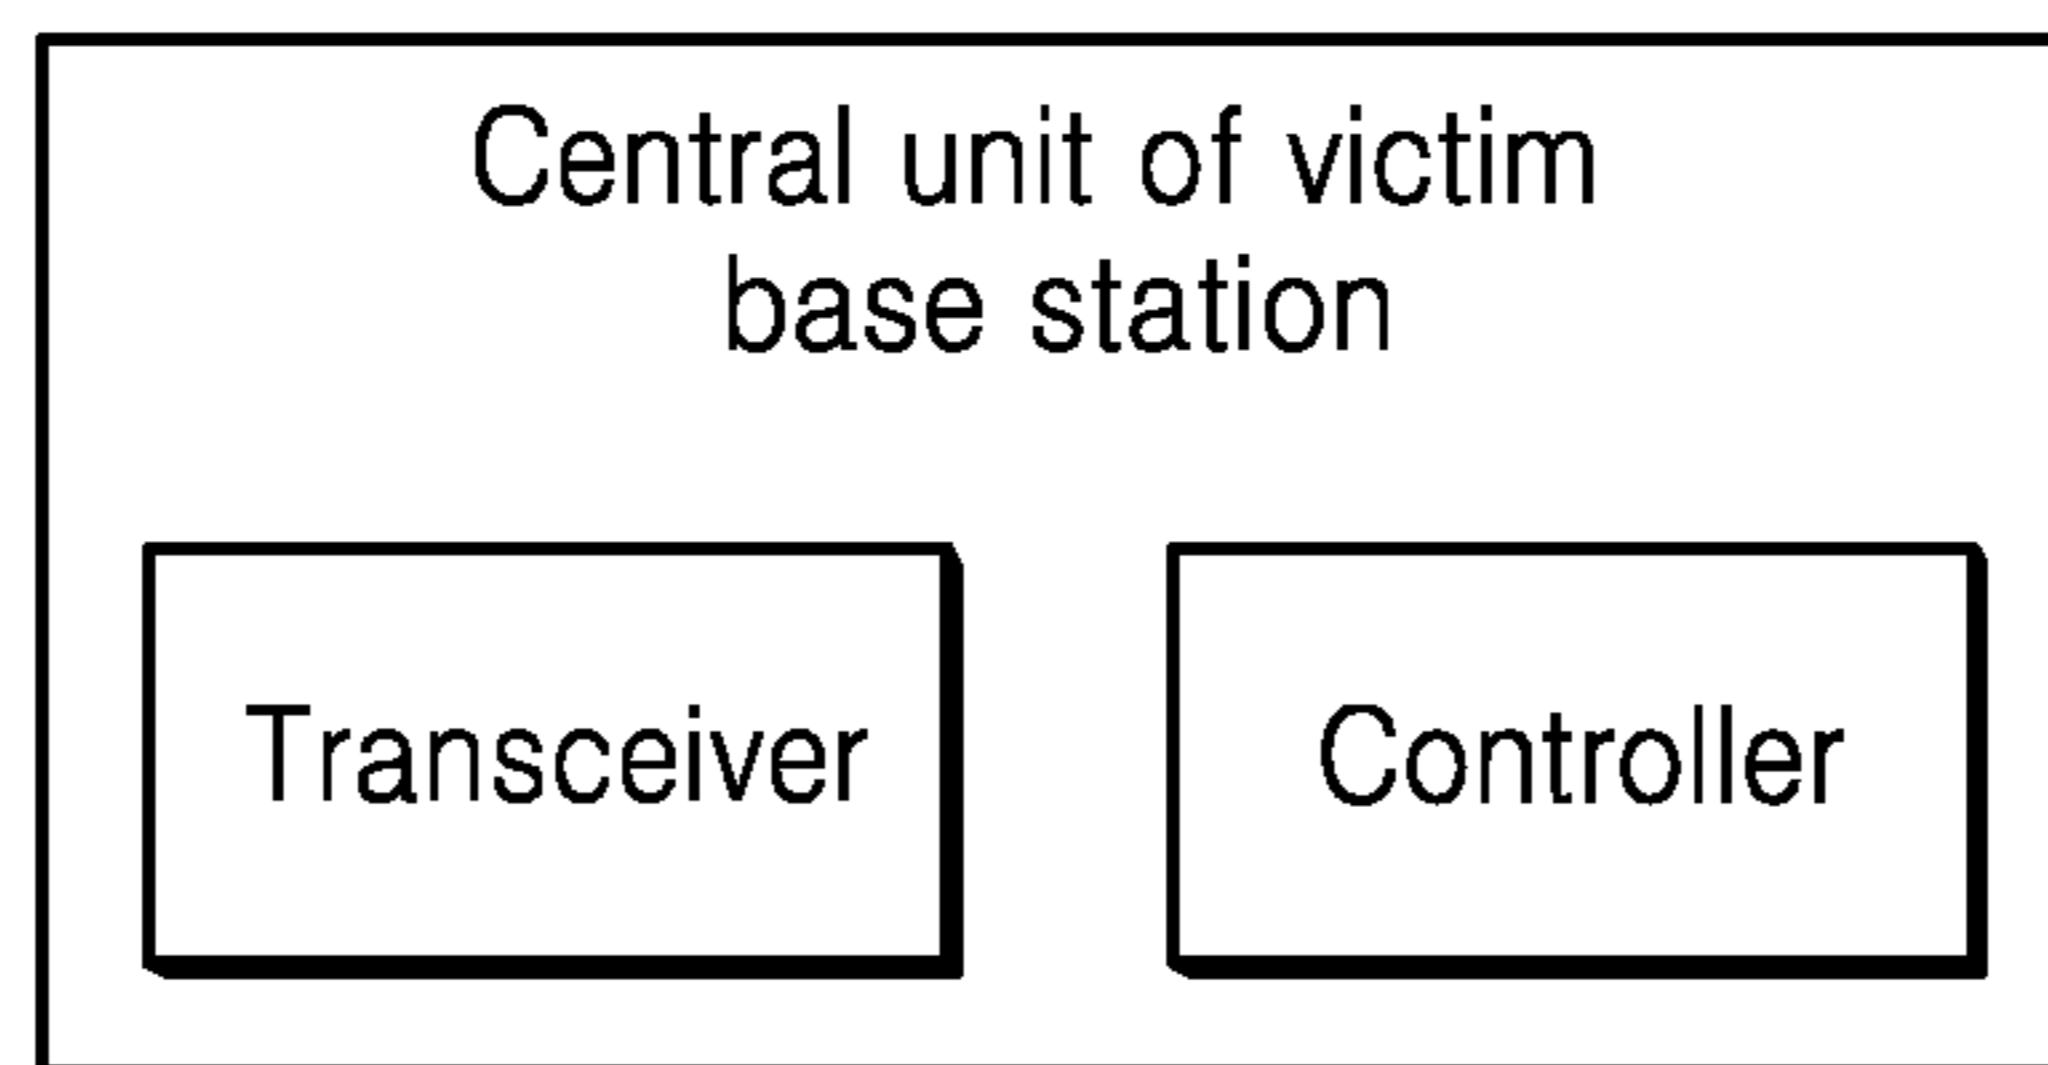 Central unit of victim
base station
Transceiver
Controller